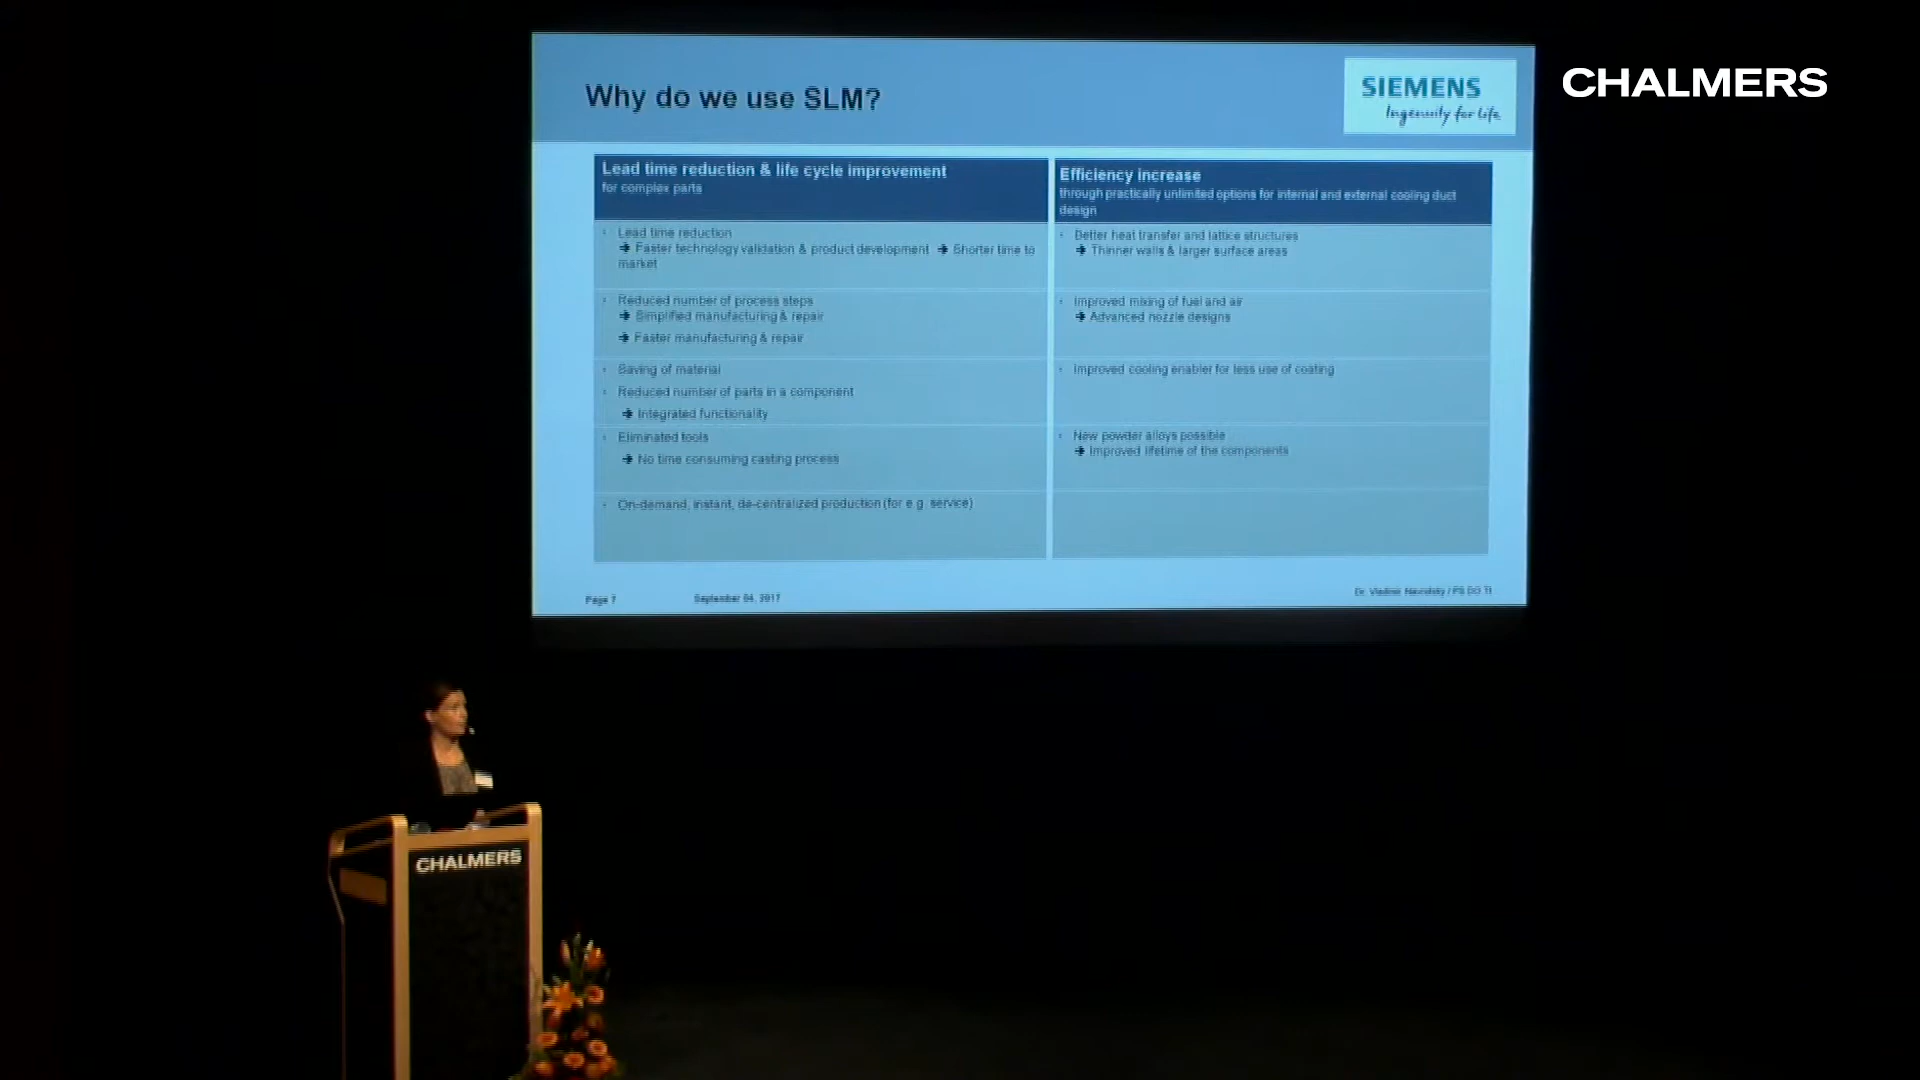 CHALMERS
Why do we use SLM?
SIEMENS
Ingenuity for life
Lead time reduction & life cycle improvement
for complex parts
Lead time reduction
➔ Faster technology validation & product development ➔ Shorter time to
market
Reduced number of process steps
➔ Simplified manufacturing & repair
➔ Faster manufacturing & repair
Saving of material
Reduced number of parts in a component
➔ Integrated functionality
Eliminated tools
➔ No time consuming casting process
On-demand, instant, de-centralized production (for e.g. service)
Efficiency increase
through practically unlimited options for internal and external cooling duct
design
Better heat transfer and lattice structures
➔ Thinner walls & larger surface areas
Improved mixing of fuel and air
➔ Advanced nozzle designs
Improved cooling enabler for less use of coating
New powder alloys possible
➔ Improved lifetime of the components
Page 7
September 04, 2017
Dr. Vladimir
CHALMERS